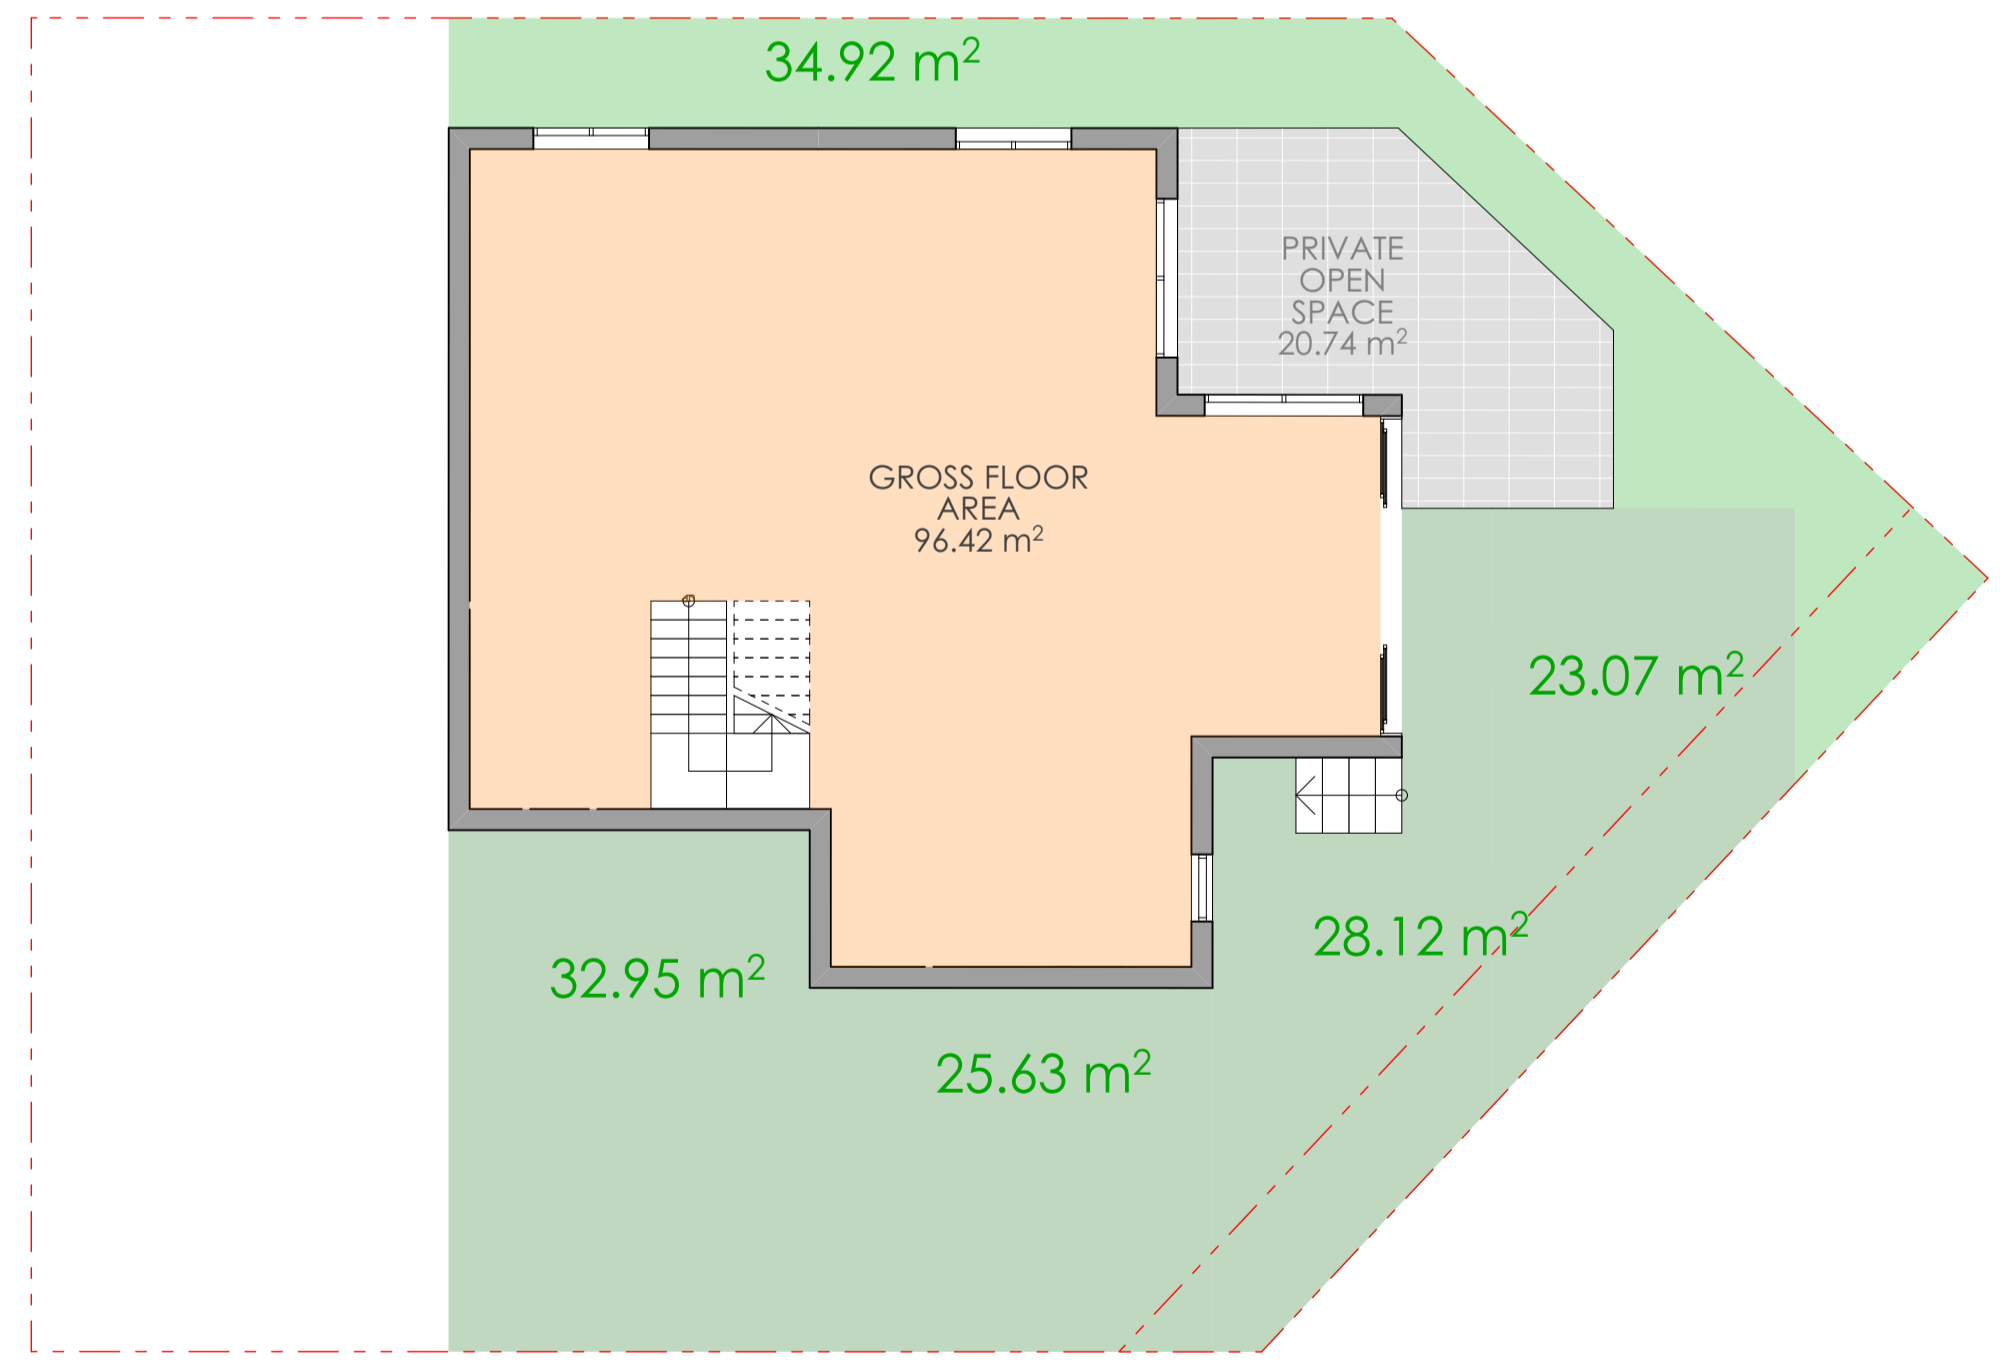 34.92 m²
PRIVATE
OPEN
SPACE
20.74 m²
GROSS FLOOR
AREA
96.42 m²
23.07 m²
28.12 m²
32.95 m²
25.63 m²